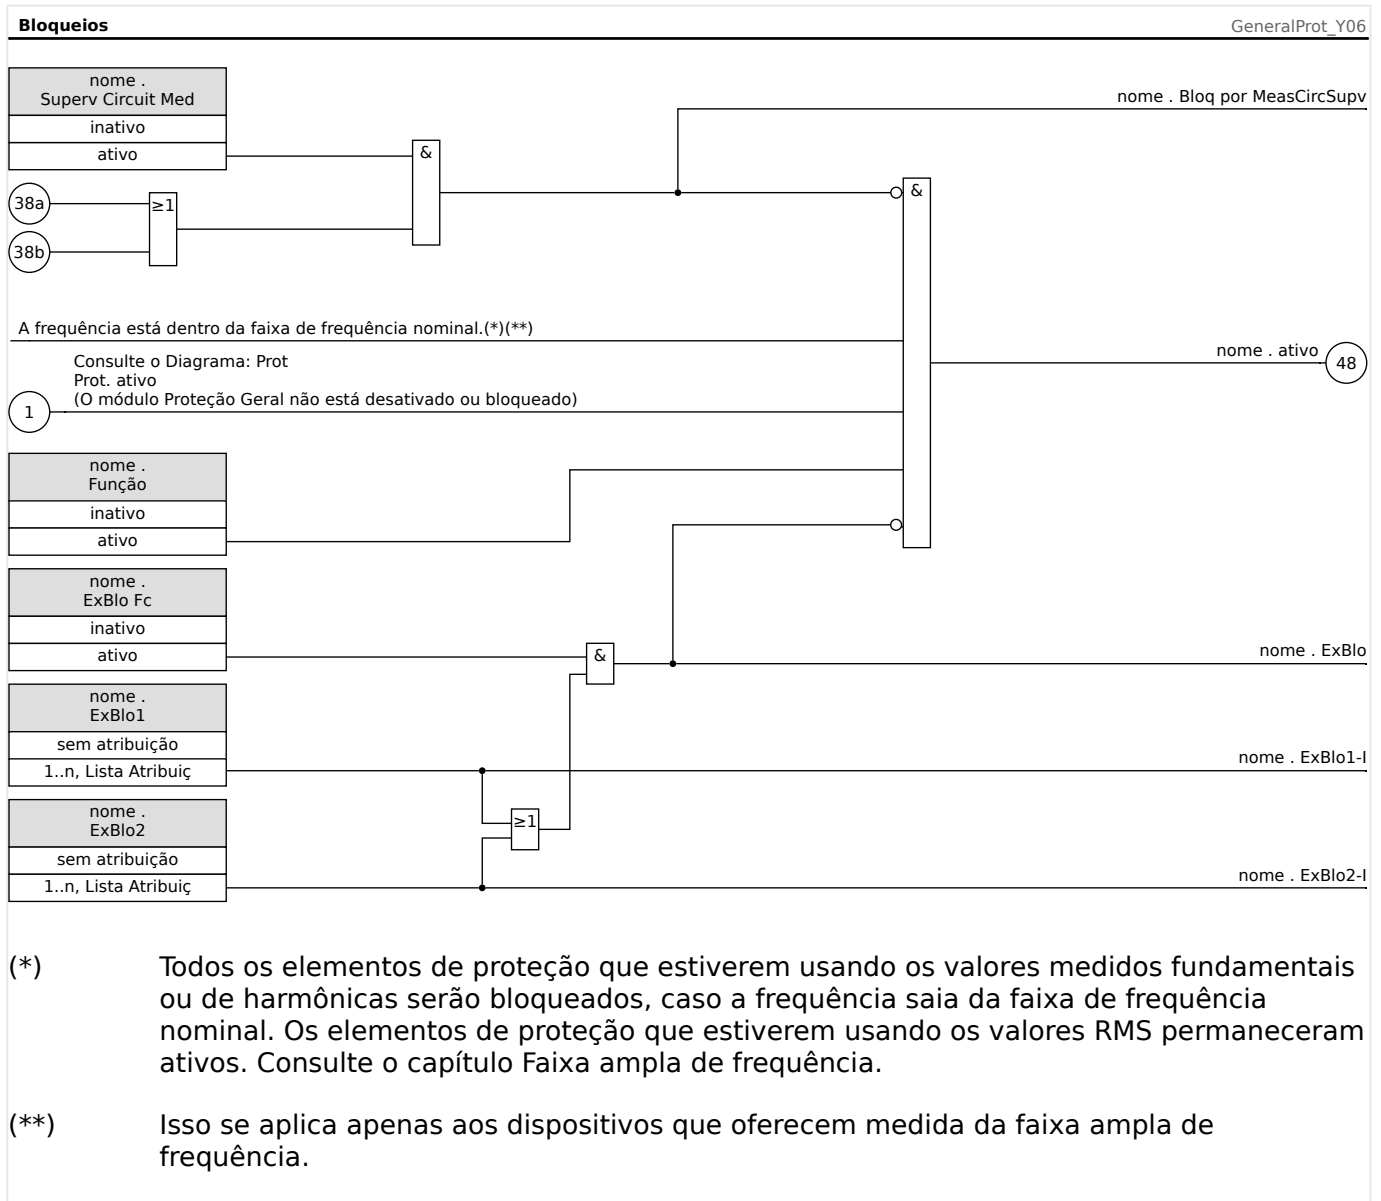 Bloqueios
GeneralProt_Y06
nome .
Superv Circuit Med
inativo
ativo
nome . Bloq por MeasCircSupv
&
38a
≥1
38b
&
A frequência está dentro da faixa de frequência nominal.(*)(**)
Consulte o Diagrama: Prot
Prot. ativo
(O módulo Proteção Geral não está desativado ou bloqueado)
1
nome . ativo
48
nome .
Função
inativo
ativo
nome .
ExBlo Fc
inativo
ativo
&
nome . ExBlo
nome .
ExBlo1
sem atribuição
1..n, Lista Atribuiç
nome . ExBlo1-I
nome .
ExBlo2
sem atribuição
1..n, Lista Atribuiç
≥1
nome . ExBlo2-I
(*) Todos os elementos de proteção que estiverem usando os valores medidos fundamentais
ou de harmônicas serão bloqueados, caso a frequência saia da faixa de frequência
nominal. Os elementos de proteção que estiverem usando os valores RMS permaneceram
ativos. Consulte o capítulo Faixa ampla de frequência.
(**) Isso se aplica apenas aos dispositivos que oferecem medida da faixa ampla de
frequência.